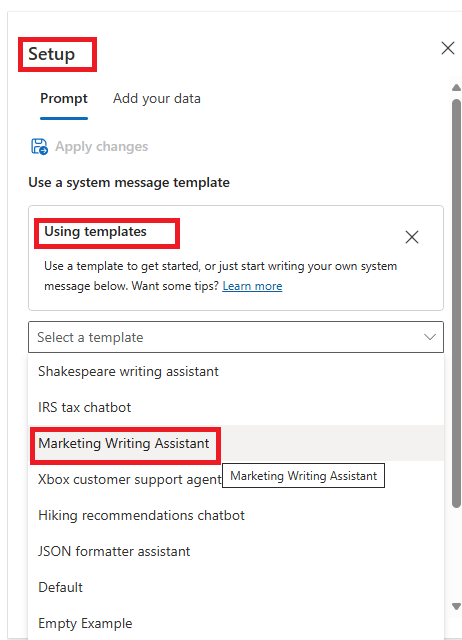 Setup
Prompt Add your data
Apply changes
Use a system message template
Using templates
Use a template to get started, or just start writing your own system
message below. Want some tips? Learn more
Select a template
Shakespeare writing assistant
IRS tax chatbot
Marketing Writing Assistant
Xbox customer support agent
Marketing Writing Assistant
Hiking recommendations chatbot
JSON formatter assistant
Default
Empty Example